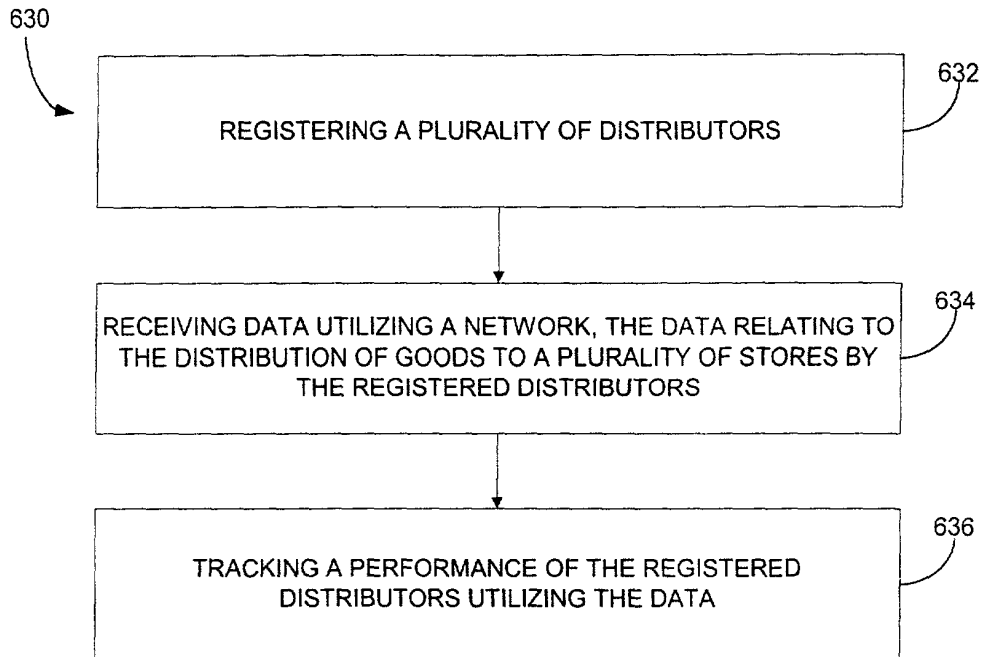 630
632
REGISTERING A PLURALITY OF DISTRIBUTORS
634
RECEIVING DATA UTILIZING A NETWORK, THE DATA RELATING TO
THE DISTRIBUTION OF GOODS TO A PLURALITY OF STORES BY
THE REGISTERED DISTRIBUTORS
636
TRACKING A PERFORMANCE OF THE REGISTERED
DISTRIBUTORS UTILIZING THE DATA